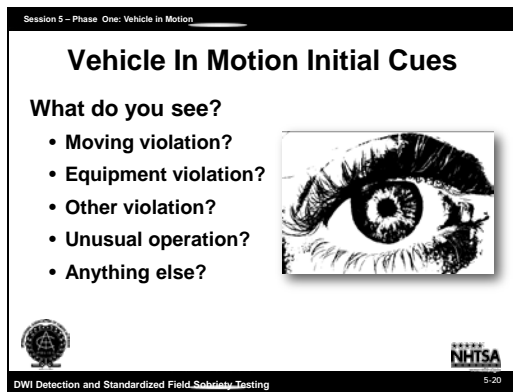 Session 5 – Phase One: Vehicle in Motion
Vehicle In Motion Initial Cues
What do you see?
• Moving violation?
• Equipment violation?
• Other violation?
• Unusual operation?
• Anything else?
NHTSA
DWI Detection and Standardized Field Sobriety Testing
5-20